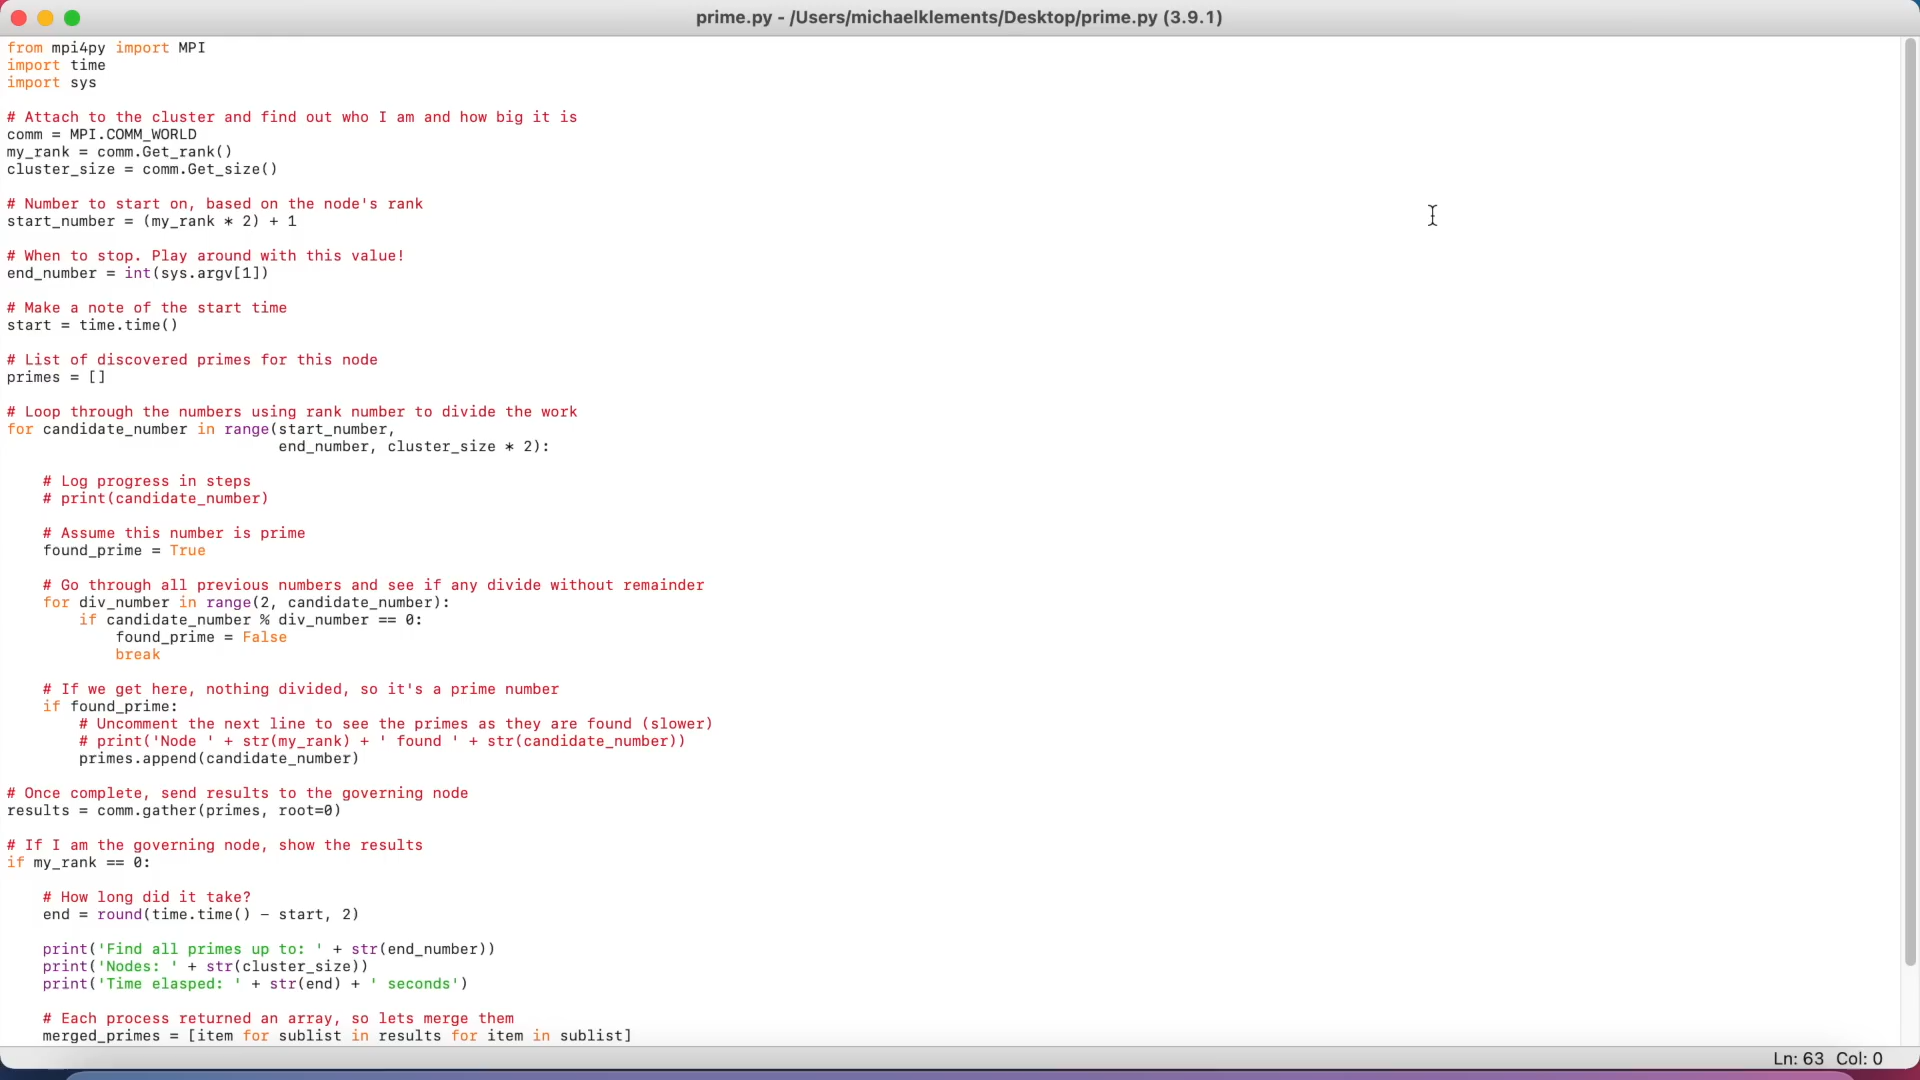 prime.py - /Users/michaelklements/Desktop/prime.py (3.9.1)
from mpi4py import MPI
import time
import sys
# Attach to the cluster and find out who I am and how big it is
comm = MPI.COMM_WORLD
my_rank = comm.Get_rank()
cluster_size = comm.Get_size()
# Number to start on, based on the node's rank
start_number = (my_rank * 2) + 1
# When to stop. Play around with this value!
end_number = int(sys.argv[1])
# Make a note of the start time
start = time.time()
# List of discovered primes for this node
primes = []
# Loop through the numbers using rank number to divide the work
for candidate_number in range(start_number,
                              end_number, cluster_size * 2):
    # Log progress in steps
    # print(candidate_number)
    # Assume this number is prime
    found_prime = True
    # Go through all previous numbers and see if any divide without remainder
    for div_number in range(2, candidate_number):
        if candidate_number % div_number == 0:
            found_prime = False
            break
    # If we get here, nothing divided, so it's a prime number
    if found_prime:
        # Uncomment the next line to see the primes as they are found (slower)
        # print('Node ' + str(my_rank) + ' found ' + str(candidate_number))
        primes.append(candidate_number)
# Once complete, send results to the governing node
results = comm.gather(primes, root=0)
# If I am the governing node, show the results
if my_rank == 0:
    # How long did it take?
    end = round(time.time() - start, 2)
    print('Find all primes up to: ' + str(end_number))
    print('Nodes: ' + str(cluster_size))
    print('Time elasped: ' + str(end) + ' seconds')
    # Each process returned an array, so lets merge them
    merged_primes = [item for sublist in results for item in sublist]
Ln: 63 Col: 0